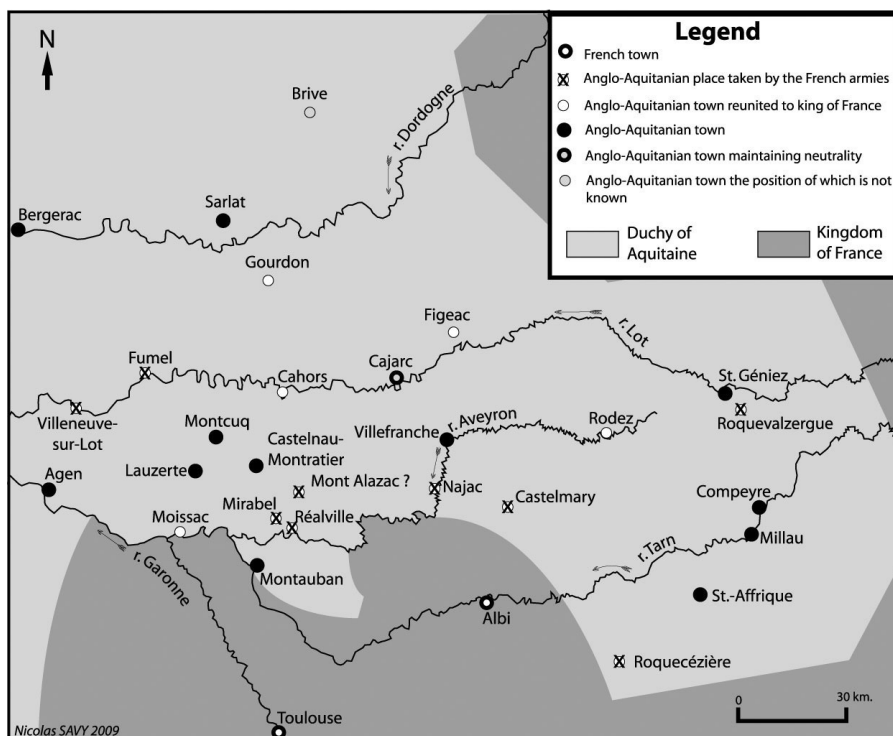 Legend
French town
Anglo-Aquitanian place taken by the French armies
Anglo-Aquitanian town reunited to king of France
Anglo-Aquitanian town
Anglo-Aquitanian town maintaining neutrality
Anglo-Aquitanian town the position of which is not
known
Duchy of
Aquitaine
Kingdom
of France
N
Brive
r. Dordogne
Sarlat
Bergerac
Gourdon
Figeac
r. Lot
Fumel
Cajarc
Cahors
St. Géniez
Villeneuve-
sur-Lot
Montcuq
Villefranche
r. Aveyron
Rodez
Roquevalzergue
Castelnau-
Montratier
Lauzerte
Agen
Mont Alazac ?
Najac
Castelmary
Compeyre
Mirabel
Réalville
Moissac
Millau
r. Garonne
Montauban
r. Tarn
St.-Affrique
Albi
Roquecézière
0
30 km.
Toulouse
Nicolas SAVY 2009